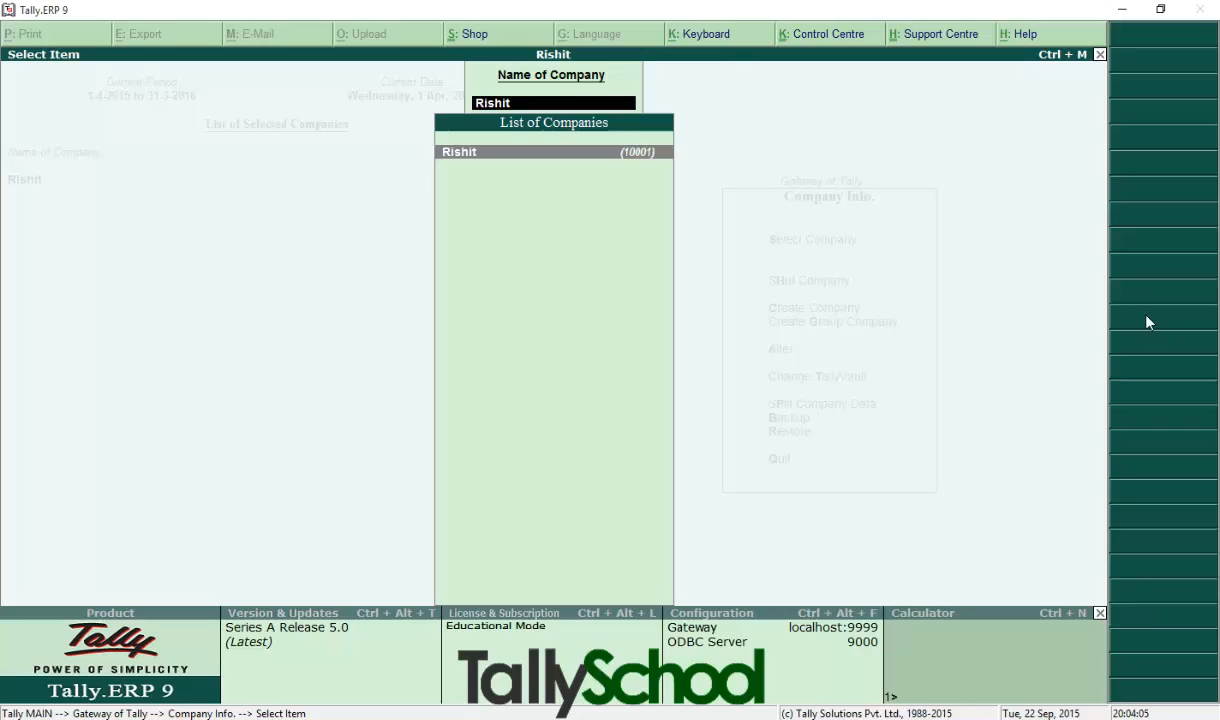 Tally.ERP 9
P: Print
E: Export
M: E-Mail
O: Upload
S: Shop
G: Language
K: Keyboard
K: Control Centre
H: Support Centre
H: Help
Select Item
Rishit
Ctrl + M
Current Period
1-4-2015 to 31-3-2016
Current Date
Wednesday, 1 Apr, 20
List of Selected Companies
Name of Company
Rishit
Name of Company
Rishit
List of Companies
Rishit (10001)
Gateway of Tally
Company Info.
Select Company
SHut Company
Create Company
Create Group Company
Alter
Change TallyVault
SPlit Company Data
Backup
Restore
Quit
Product
Tally
POWER OF SIMPLICITY
Tally.ERP 9
Version & Updates Ctrl + Alt + T
Series A Release 5.0
(Latest)
License & Subscription Ctrl + Alt + L
Educational Mode
TallySchool
Configuration Ctrl + Alt + F
Gateway localhost:9999
ODBC Server 9000
Calculator Ctrl + N
1>
Tally MAIN --> Gateway of Tally --> Company Info. --> Select Item
(c) Tally Solutions Pvt. Ltd., 1988-2015
Tue, 22 Sep, 2015
20:04:05